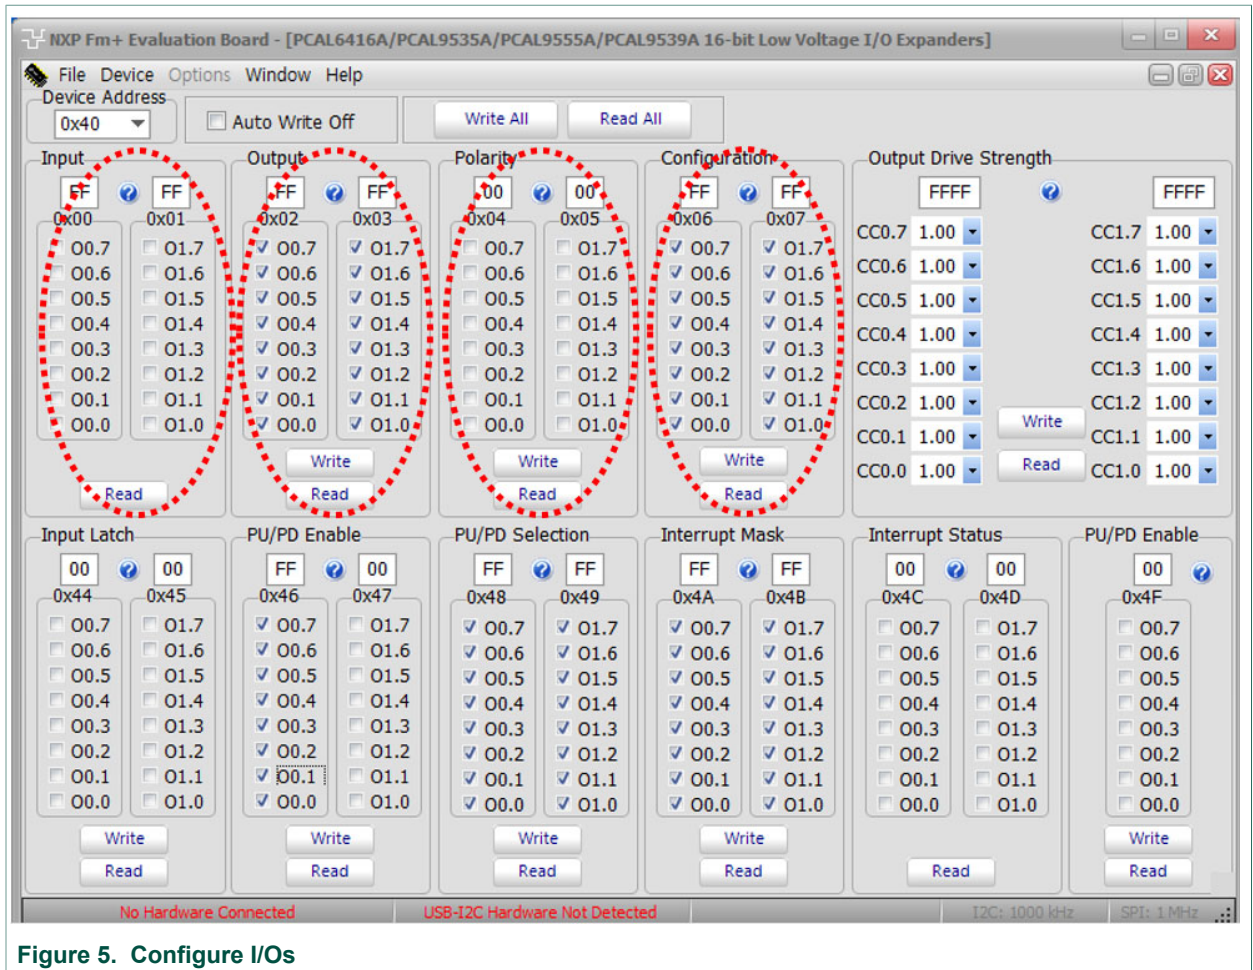 NXP Fm+ Evaluation Board - [PCAL6416A/PCAL9535A/PCAL9555A/PCAL9539A 16-bit Low Voltage I/O Expanders]
File Device Options Window Help
Device Address
0x40 Auto Write Off Write All Read All
Input Output Polarity Configuration Output Drive Strength
FF FF FF FF 00 00 FF FF FFFF FFFF
0x00 0x01 0x02 0x03 0x04 0x05 0x06 0x07
O0.7 O1.7 O0.7 O1.7 O0.7 O1.7 O0.7 O1.7 CC0.7 1.00 CC1.7 1.00
O0.6 O1.6 O0.6 O1.6 O0.6 O1.6 O0.6 O1.6 CC0.6 1.00 CC1.6 1.00
O0.5 O1.5 O0.5 O1.5 O0.5 O1.5 O0.5 O1.5 CC0.5 1.00 CC1.5 1.00
O0.4 O1.4 O0.4 O1.4 O0.4 O1.4 O0.4 O1.4 CC0.4 1.00 CC1.4 1.00
O0.3 O1.3 O0.3 O1.3 O0.3 O1.3 O0.3 O1.3 CC0.3 1.00 CC1.3 1.00
O0.2 O1.2 O0.2 O1.2 O0.2 O1.2 O0.2 O1.2 CC0.2 1.00 CC1.2 1.00
O0.1 O1.1 O0.1 O1.1 O0.1 O1.1 O0.1 O1.1 CC0.1 1.00 Write CC1.1 1.00
O0.0 O1.0 O0.0 O1.0 O0.0 O1.0 O0.0 O1.0 CC0.0 1.00 Read CC1.0 1.00
Write Write Write
Read Read Read Read
Input Latch PU/PD Enable PU/PD Selection Interrupt Mask Interrupt Status PU/PD Enable
00 00 FF 00 FF FF FF FF 00 00 00
0x44 0x45 0x46 0x47 0x48 0x49 0x4A 0x4B 0x4C 0x4D 0x4F
O0.7 O1.7 O0.7 O1.7 O0.7 O1.7 O0.7 O1.7 O0.7 O1.7 O0.7
O0.6 O1.6 O0.6 O1.6 O0.6 O1.6 O0.6 O1.6 O0.6 O1.6 O0.6
O0.5 O1.5 O0.5 O1.5 O0.5 O1.5 O0.5 O1.5 O0.5 O1.5 O0.5
O0.4 O1.4 O0.4 O1.4 O0.4 O1.4 O0.4 O1.4 O0.4 O1.4 O0.4
O0.3 O1.3 O0.3 O1.3 O0.3 O1.3 O0.3 O1.3 O0.3 O1.3 O0.3
O0.2 O1.2 O0.2 O1.2 O0.2 O1.2 O0.2 O1.2 O0.2 O1.2 O0.2
O0.1 O1.1 O0.1 O1.1 O0.1 O1.1 O0.1 O1.1 O0.1 O1.1 O0.1
O0.0 O1.0 O0.0 O1.0 O0.0 O1.0 O0.0 O1.0 O0.0 O1.0 O0.0
Write Write Write Write Write
Read Read Read Read Read Read
No Hardware Connected USB-I2C Hardware Not Detected I2C: 1000 kHz SPI: 1 MHz
Figure 5. Configure I/Os